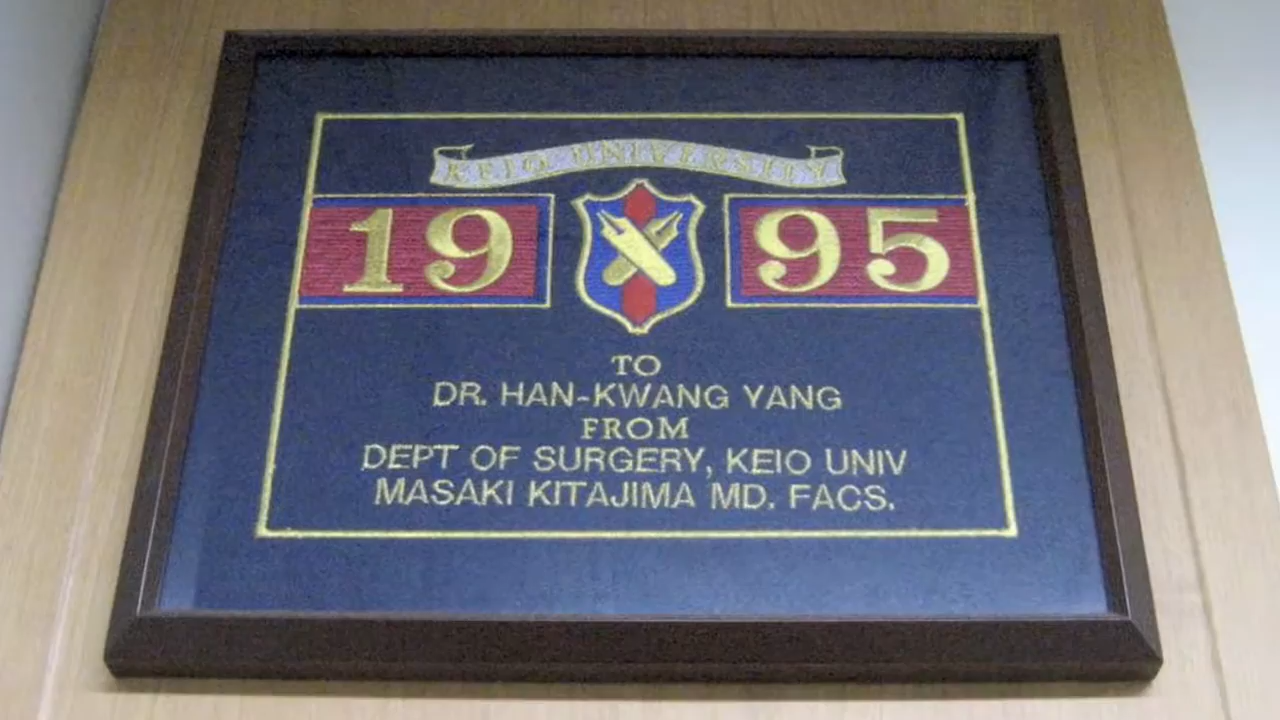 KEIO UNIVERSITY
19 95
TO
DR. HAN-KWANG YANG
FROM
DEPT OF SURGERY, KEIO UNIV
MASAKI KITAJIMA MD. FACS.